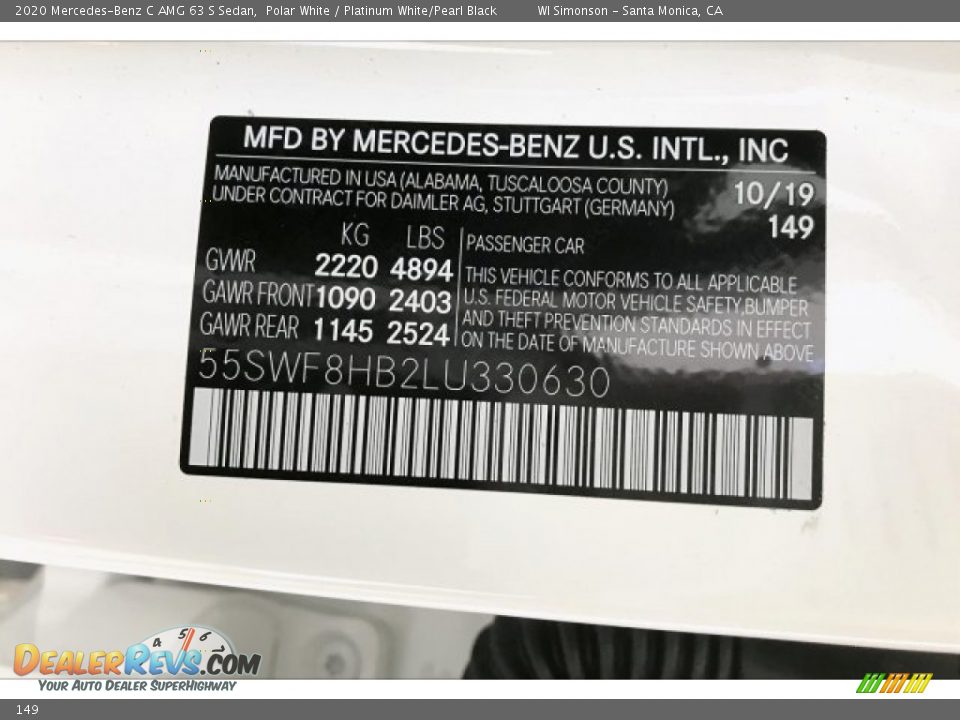 2020 Mercedes-Benz C AMG 63 S Sedan, Polar White / Platinum White/Pearl Black WI Simonson - Santa Monica, CA
MFD BY MERCEDES-BENZ U.S. INTL., INC
MANUFACTURED IN USA (ALABAMA, TUSCALOOSA COUNTY)
UNDER CONTRACT FOR DAIMLER AG, STUTTGART (GERMANY)
10/19
149
KG LBS
GVWR 2220 4894
GAWR FRONT 1090 2403
GAWR REAR 1145 2524
PASSENGER CAR
THIS VEHICLE CONFORMS TO ALL APPLICABLE
U.S. FEDERAL MOTOR VEHICLE SAFETY, BUMPER
AND THEFT PREVENTION STANDARDS IN EFFECT
ON THE DATE OF MANUFACTURE SHOWN ABOVE
55SWF8HB2LU330630
4 5 6 7
DEALERREVS.COM
YOUR AUTO DEALER SUPERHIGHWAY
149